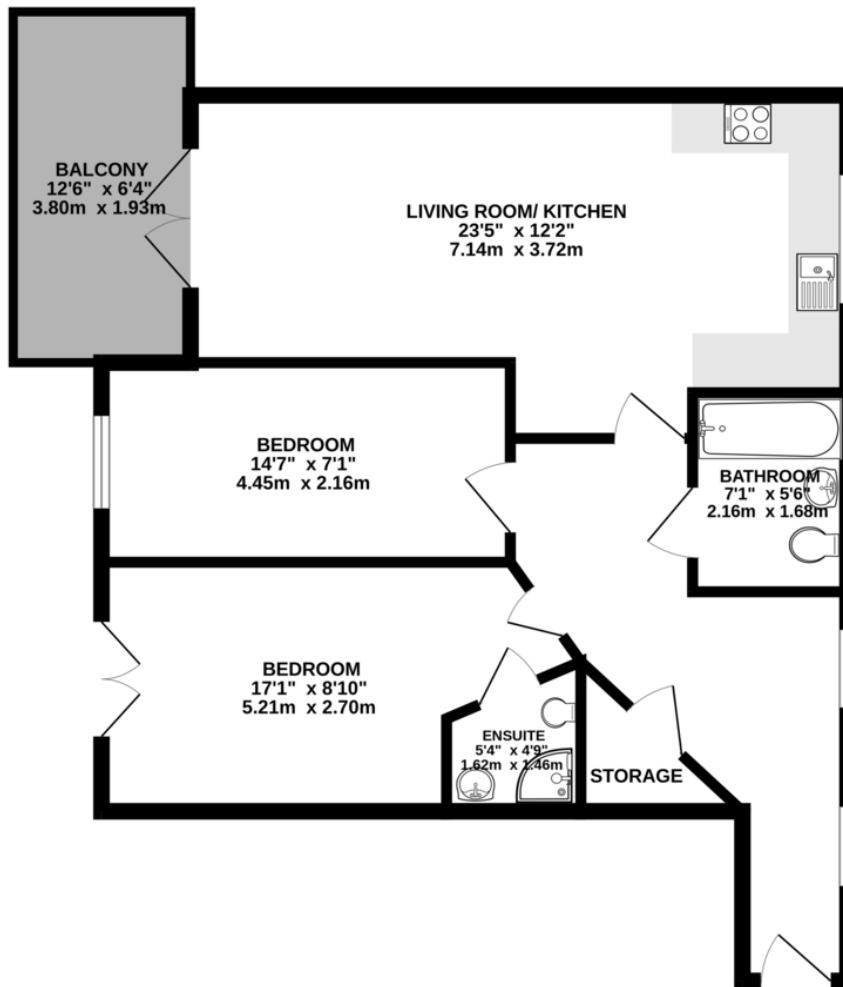 BALCONY
12'6" x 6'4"
3.80m x 1.93m
LIVING ROOM/ KITCHEN
23'5" x 12'2"
7.14m x 3.72m
BEDROOM
14'7" x 7'1"
4.45m x 2.16m
BATHROOM
7'1" x 5'6"
2.16m x 1.68m
BEDROOM
17'1" x 8'10"
5.21m x 2.70m
ENSUITE
5'4" x 4'9"
1.62m x 1.46m
STORAGE